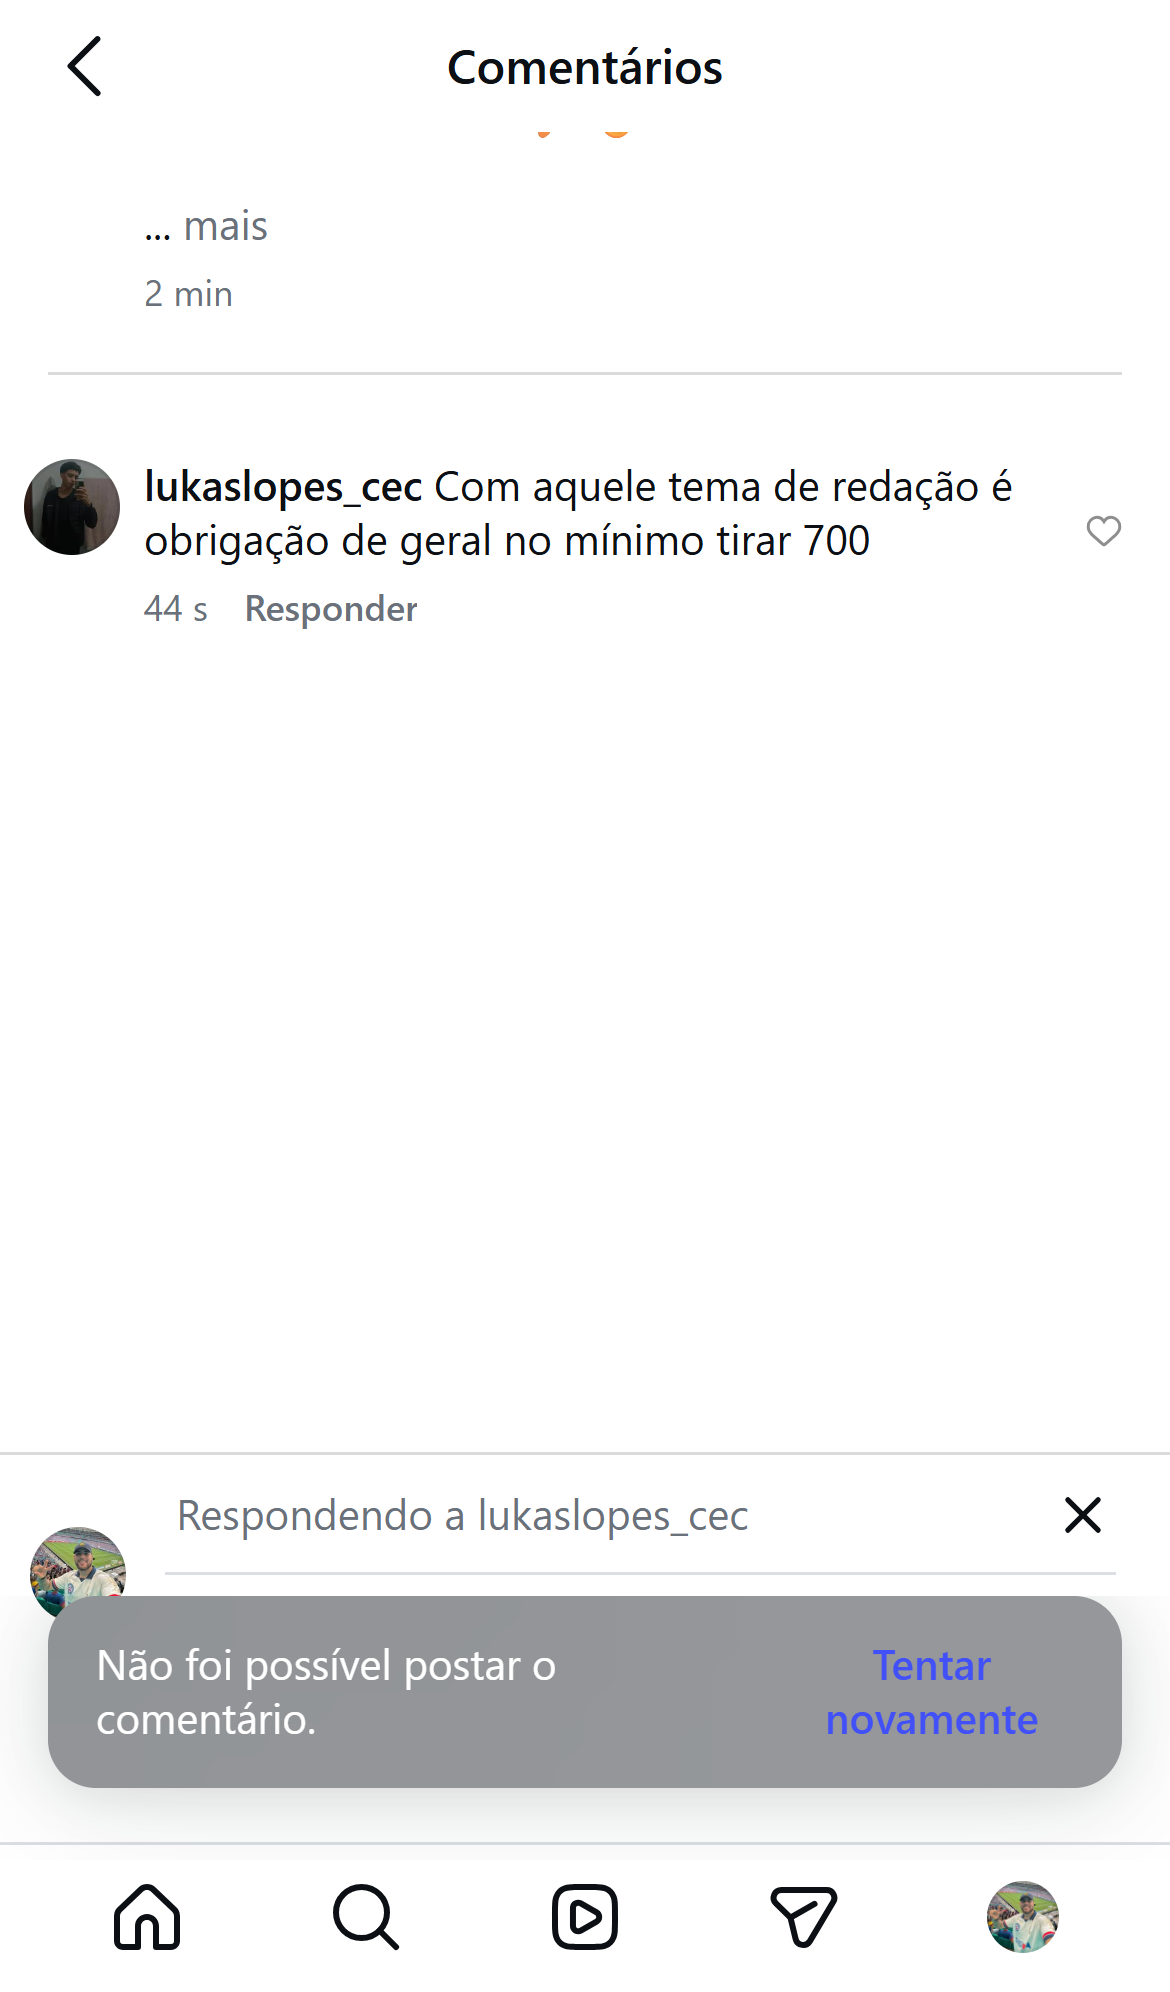 Comentários
... mais
2 min
lukaslopes_cec Com aquele tema de redação é
obrigação de geral no mínimo tirar 700
44 s Responder
Respondendo a lukaslopes_cec
Não foi possível postar o
comentário.
Tentar
novamente